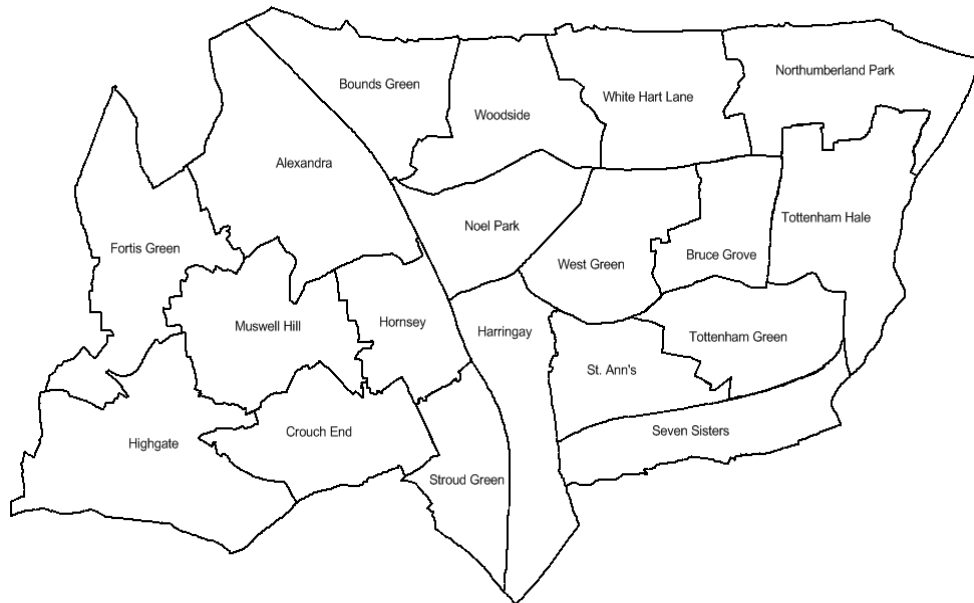 Northumberland Park
Bounds Green
White Hart Lane
Woodside
Alexandra
Tottenham Hale
Noel Park
Fortis Green
Bruce Grove
West Green
Hornsey
Muswell Hill
Harringay
Tottenham Green
St. Ann's
Seven Sisters
Crouch End
Highgate
Stroud Green